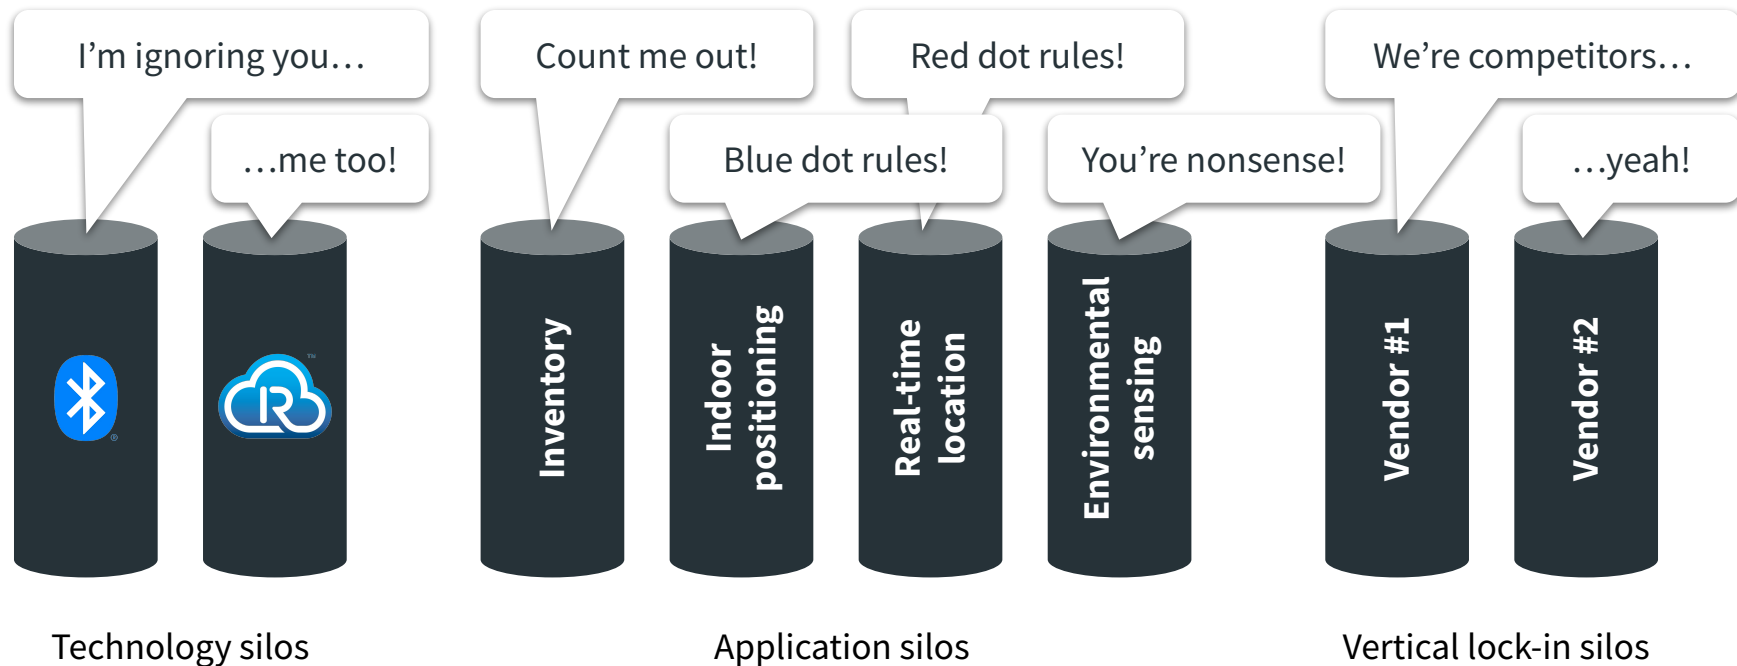 I’m ignoring you…
…me too!
Count me out!
Blue dot rules!
Red dot rules!
You’re nonsense!
We’re competitors…
…yeah!
®
R
™
Inventory
Indoor
positioning
Real-time
location
Environmental
sensing
Vendor #1
Vendor #2
Technology silos
Application silos
Vertical lock-in silos